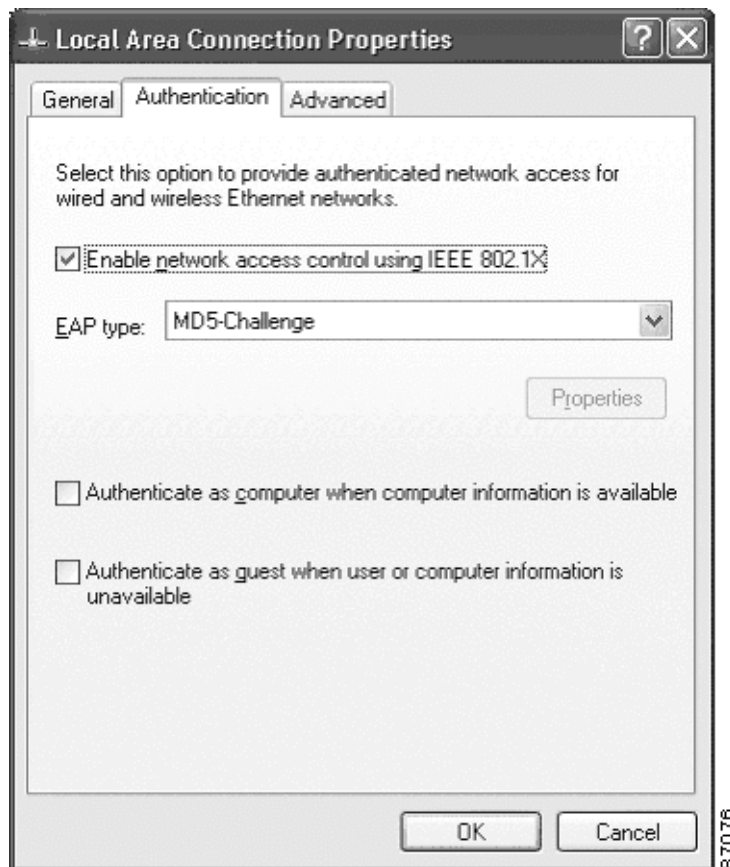 Local Area Connection Properties
General Authentication Advanced
Select this option to provide authenticated network access for
wired and wireless Ethernet networks.
Enable network access control using IEEE 802.1X
EAP type: MD5-Challenge
Properties
Authenticate as computer when computer information is available
Authenticate as guest when user or computer information is
unavailable
OK Cancel